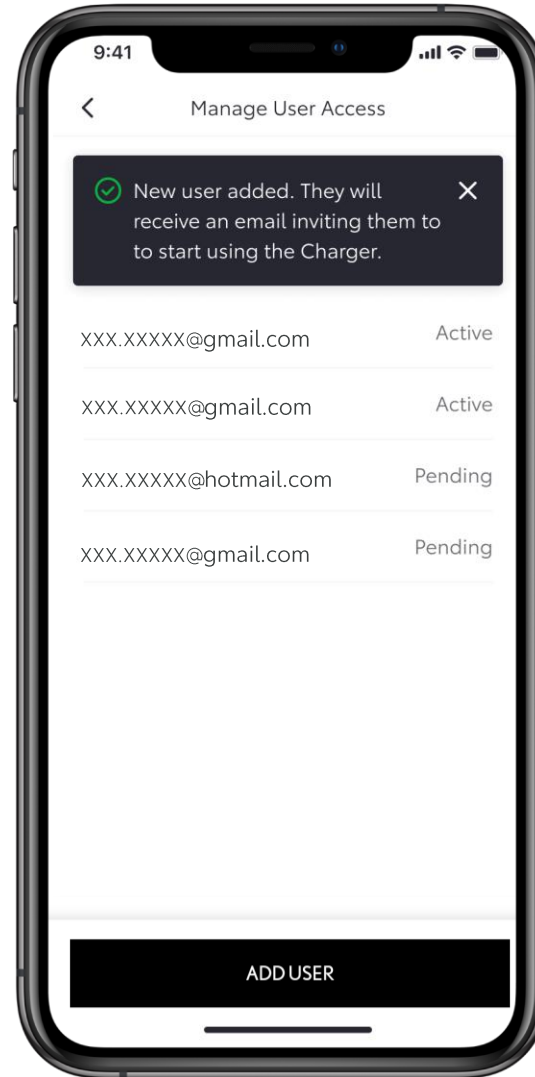 9:41
Manage User Access
New user added. They will
receive an email inviting them to
to start using the Charger.
XXX.XXXXX@gmail.com
Active
XXX.XXXXX@gmail.com
Active
XXX.XXXXX@hotmail.com
Pending
XXX.XXXXX@gmail.com
Pending
ADD USER